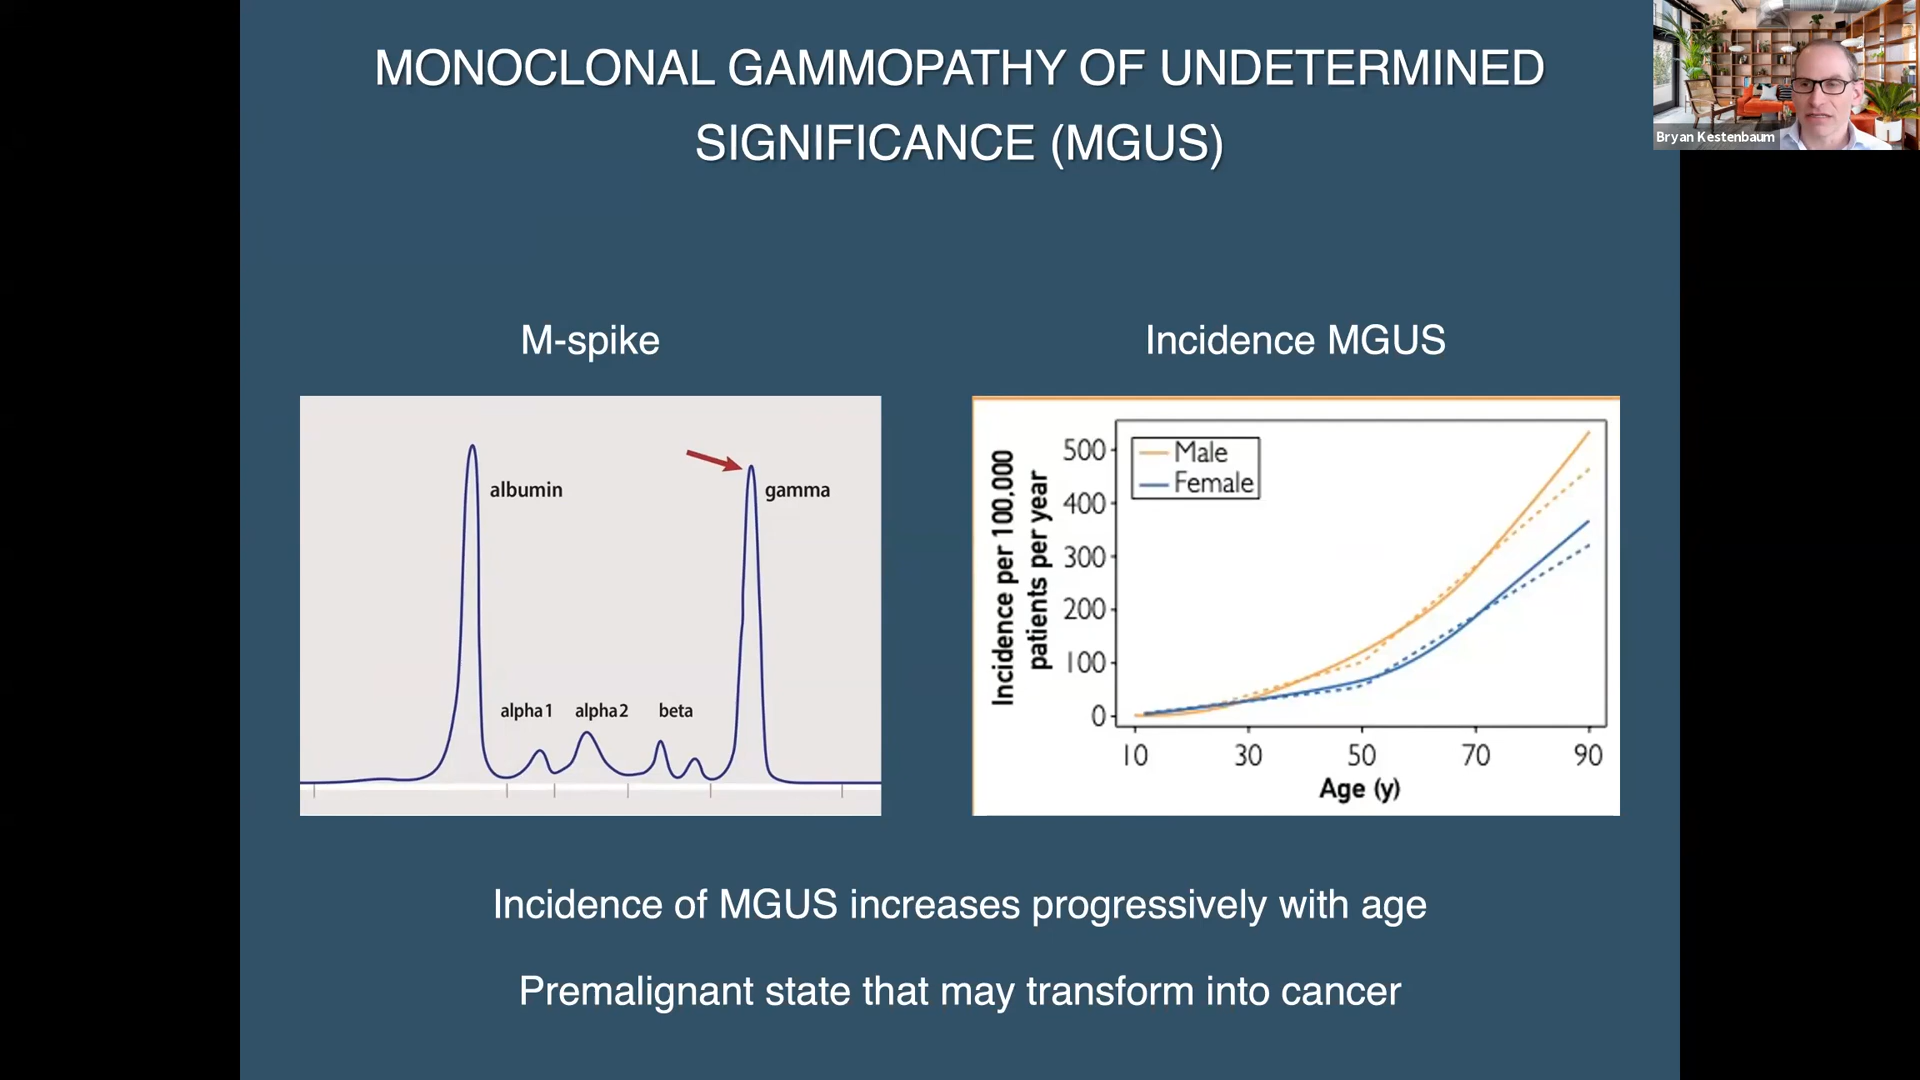 MONOCLONAL GAMMOPATHY OF UNDETERMINED
SIGNIFICANCE (MGUS)
Bryan Kestenbaum
M-spike
albumin
gamma
alpha1
alpha2
beta
Incidence MGUS
Incidence per 100,000
patients per year
500
400
300
200
100
0
Male
Female
10
30
50
70
90
Age (y)
Incidence of MGUS increases progressively with age
Premalignant state that may transform into cancer